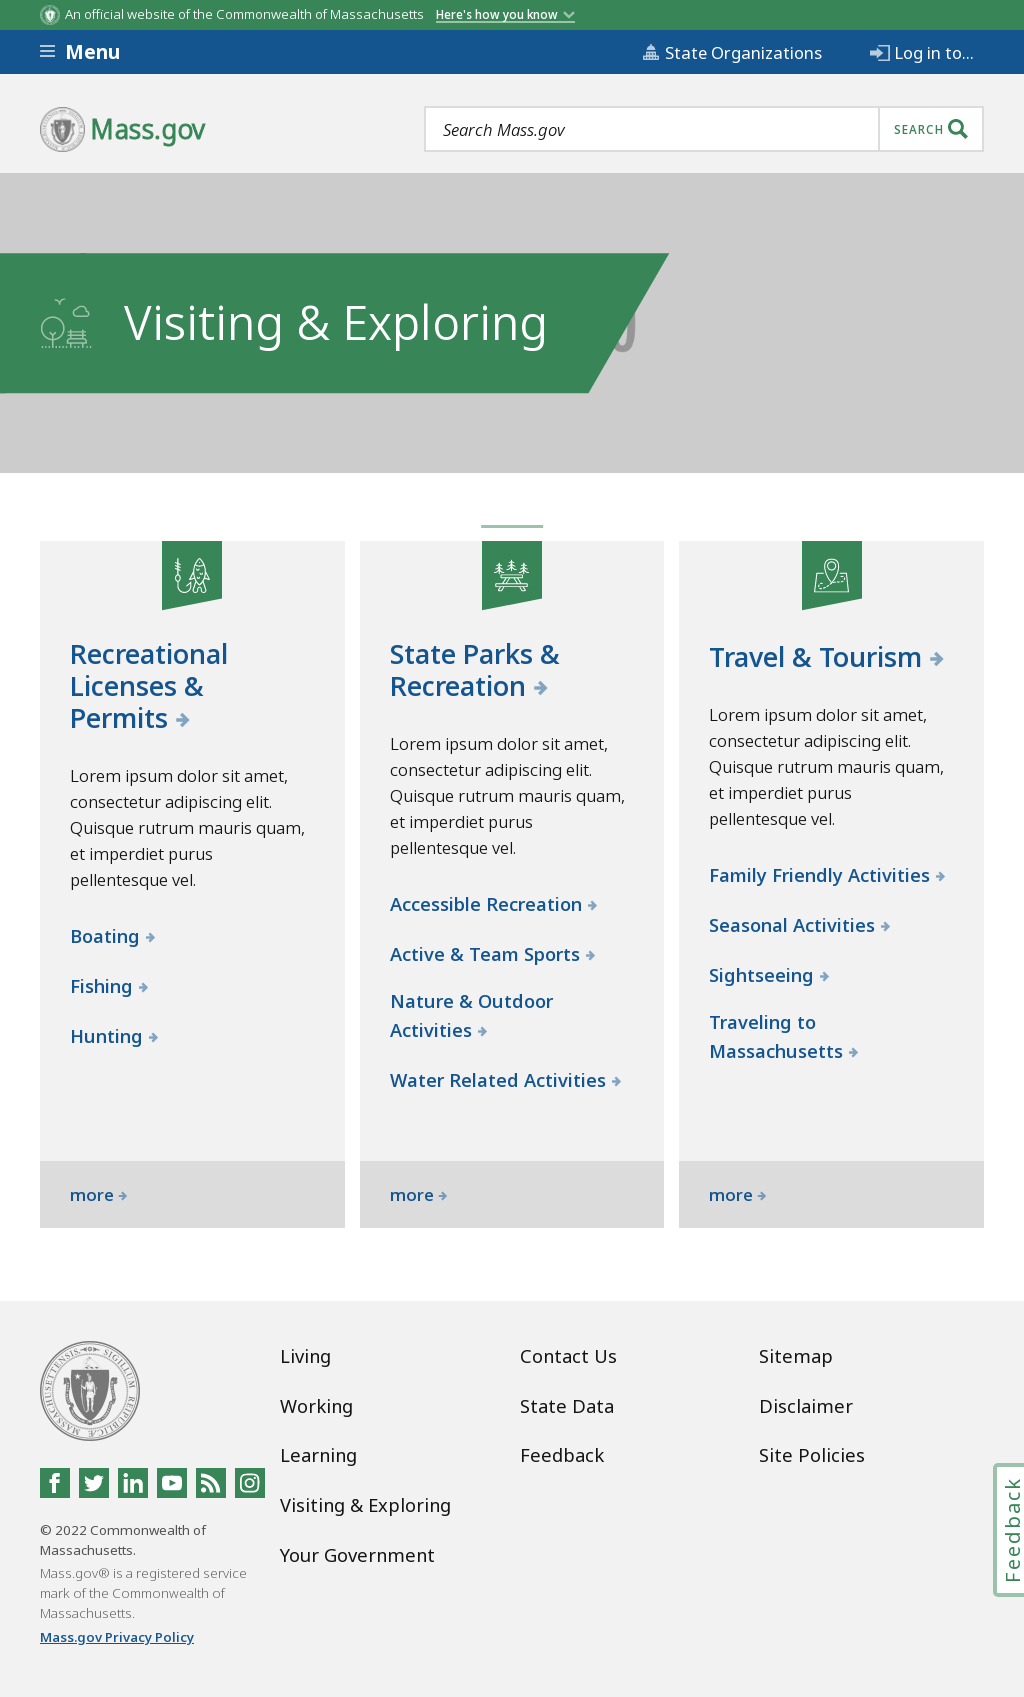 An official website of the Commonwealth of Massachusetts Here's how you know
Menu
State Organizations
Log in to...
Mass.gov
Search Mass.gov
SEARCH
Visiting & Exploring
Recreational
Licenses &
Permits
Lorem ipsum dolor sit amet,
consectetur adipiscing elit.
Quisque rutrum mauris quam,
et imperdiet purus
pellentesque vel.
Boating
Fishing
Hunting
more
State Parks &
Recreation
Lorem ipsum dolor sit amet,
consectetur adipiscing elit.
Quisque rutrum mauris quam,
et imperdiet purus
pellentesque vel.
Accessible Recreation
Active & Team Sports
Nature & Outdoor
Activities
Water Related Activities
more
Travel & Tourism
Lorem ipsum dolor sit amet,
consectetur adipiscing elit.
Quisque rutrum mauris quam,
et imperdiet purus
pellentesque vel.
Family Friendly Activities
Seasonal Activities
Sightseeing
Traveling to
Massachusetts
more
© 2022 Commonwealth of
Massachusetts.
Mass.gov® is a registered service
mark of the Commonwealth of
Massachusetts.
Mass.gov Privacy Policy
Living
Working
Learning
Visiting & Exploring
Your Government
Contact Us
State Data
Feedback
Sitemap
Disclaimer
Site Policies
Feedback